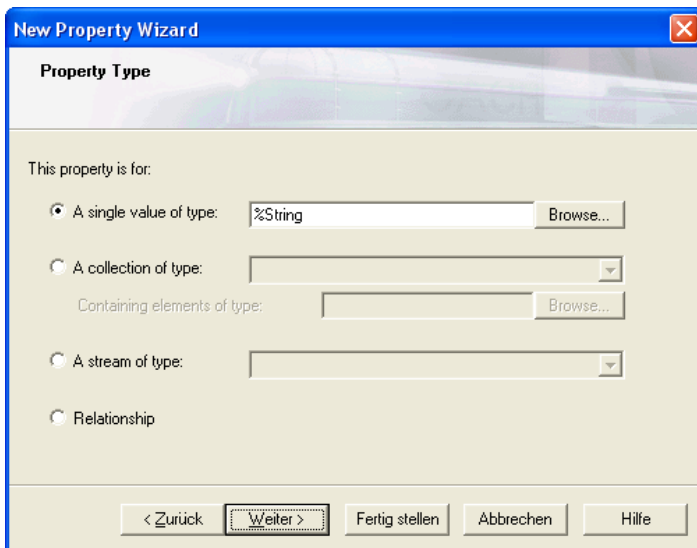 New Property Wizard
Property Type
This property is for:
A single value of type: %String Browse...
A collection of type:
Containing elements of type: Browse...
A stream of type:
Relationship
< Zurück Weiter > Fertig stellen Abbrechen Hilfe